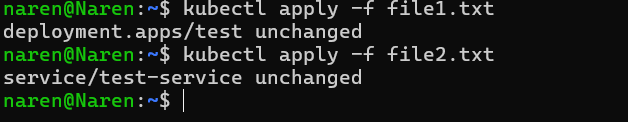 naren@Naren:~$ kubectl apply -f file1.txt
deployment.apps/test unchanged
naren@Naren:~$ kubectl apply -f file2.txt
service/test-service unchanged
naren@Naren:~$